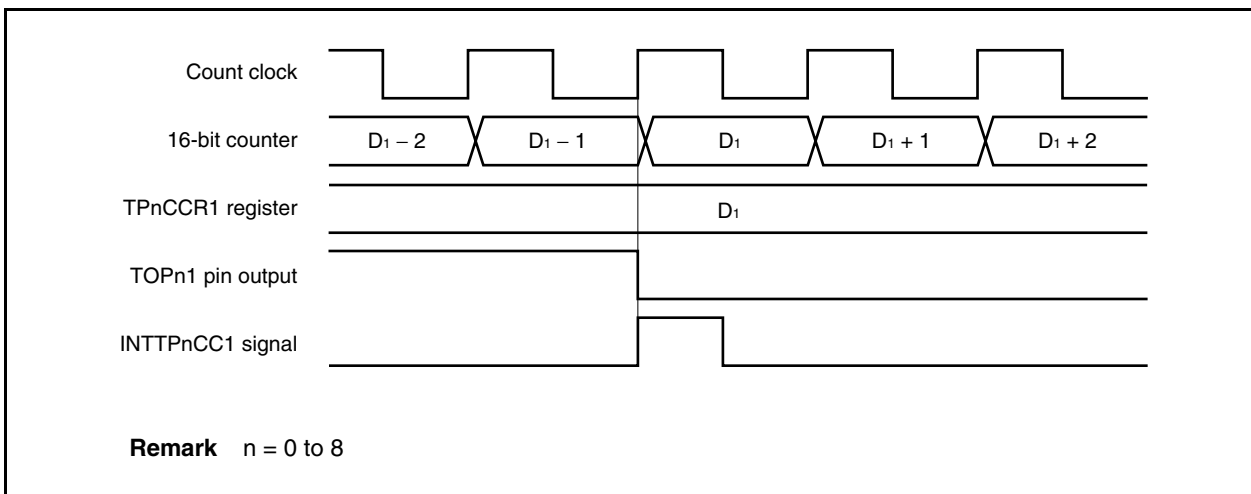 Count clock
16-bit counter D₁ – 2 D₁ – 1 D₁ D₁ + 1 D₁ + 2
TPnCCR1 register D₁
TOPn1 pin output
INTTPnCC1 signal
Remark n = 0 to 8